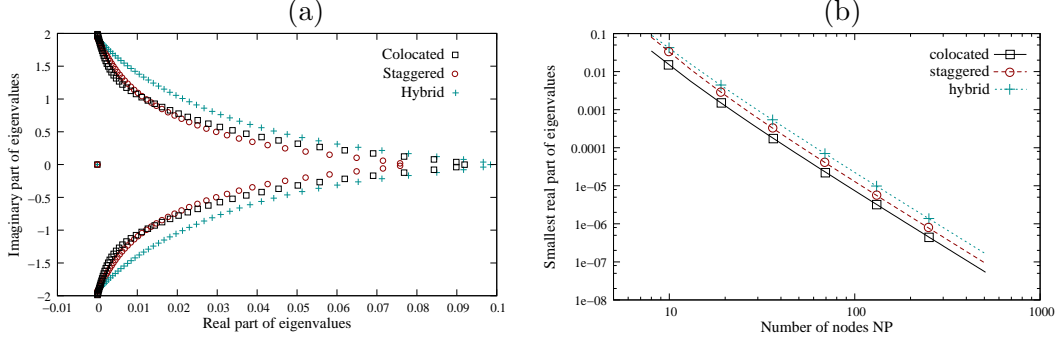 (a)
Imaginary part of eigenvalues
2
1.5
1
0.5
0
-0.5
-1
-1.5
-2
Colocated
Staggered
Hybrid
-0.01 0 0.01 0.02 0.03 0.04 0.05 0.06 0.07 0.08 0.09 0.1
Real part of eigenvalues
(b)
Smallest real part of eigenvalues
0.1
0.01
0.001
0.0001
1e-05
1e-06
1e-07
1e-08
colocated
staggered
hybrid
10 100 1000
Number of nodes NP